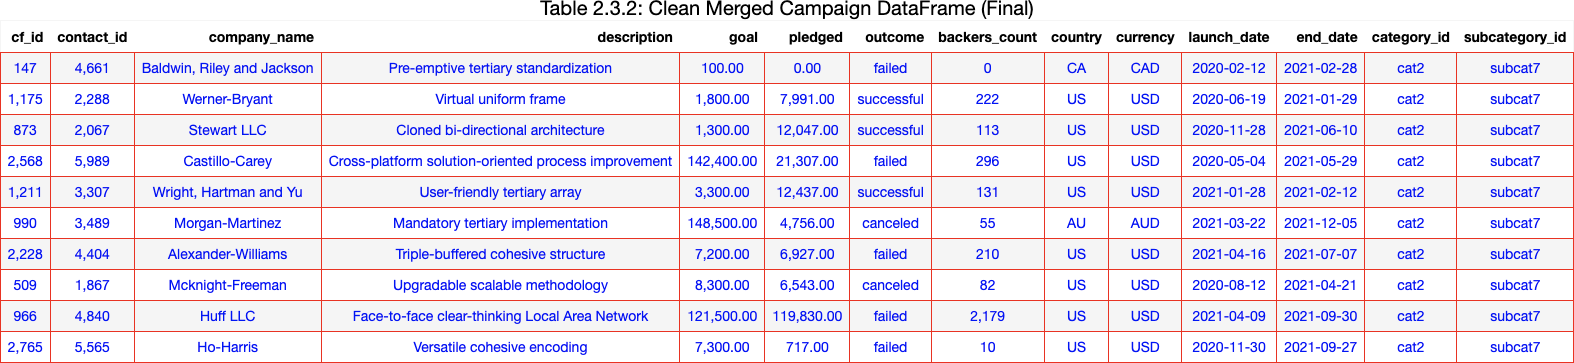 Table 2.3.2: Clean Merged Campaign DataFrame (Final)
cf_id contact_id company_name description goal pledged outcome backers_count country currency launch_date end_date category_id subcategory_id
147 4,661 Baldwin, Riley and Jackson Pre-emptive tertiary standardization 100.00 0.00 failed 0 CA CAD 2020-02-12 2021-02-28 cat2 subcat7
1,175 2,288 Werner-Bryant Virtual uniform frame 1,800.00 7,991.00 successful 222 US USD 2020-06-19 2021-01-29 cat2 subcat7
873 2,067 Stewart LLC Cloned bi-directional architecture 1,300.00 12,047.00 successful 113 US USD 2020-11-28 2021-06-10 cat2 subcat7
2,568 5,989 Castillo-Carey Cross-platform solution-oriented process improvement 142,400.00 21,307.00 failed 296 US USD 2020-05-04 2021-05-29 cat2 subcat7
1,211 3,307 Wright, Hartman and Yu User-friendly tertiary array 3,300.00 12,437.00 successful 131 US USD 2021-01-28 2021-02-12 cat2 subcat7
990 3,489 Morgan-Martinez Mandatory tertiary implementation 148,500.00 4,756.00 canceled 55 AU AUD 2021-03-22 2021-12-05 cat2 subcat7
2,228 4,404 Alexander-Williams Triple-buffered cohesive structure 7,200.00 6,927.00 failed 210 US USD 2021-04-16 2021-07-07 cat2 subcat7
509 1,867 Mcknight-Freeman Upgradable scalable methodology 8,300.00 6,543.00 canceled 82 US USD 2020-08-12 2021-04-21 cat2 subcat7
966 4,840 Huff LLC Face-to-face clear-thinking Local Area Network 121,500.00 119,830.00 failed 2,179 US USD 2021-04-09 2021-09-30 cat2 subcat7
2,765 5,565 Ho-Harris Versatile cohesive encoding 7,300.00 717.00 failed 10 US USD 2020-11-30 2021-09-27 cat2 subcat7